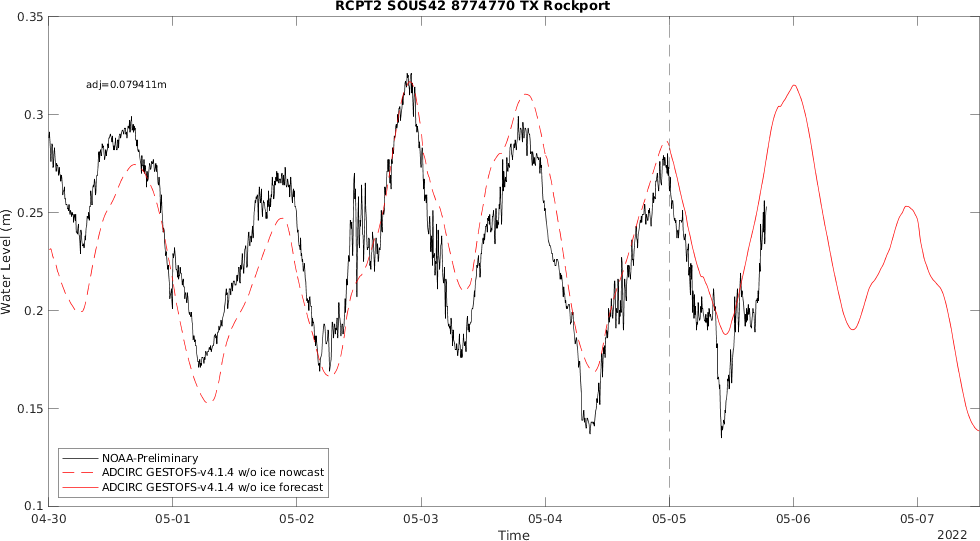 RCPT2 SOUS42 8774770 TX Rockport
0.35
adj=0.079411m
0.3
0.25
Water Level (m)
0.2
0.15
NOAA-Preliminary
ADCIRC GESTOFS-v4.1.4 w/o ice nowcast
ADCIRC GESTOFS-v4.1.4 w/o ice forecast
0.1
04-30 05-01 05-02 05-03 05-04 05-05 05-06 05-07
Time
2022